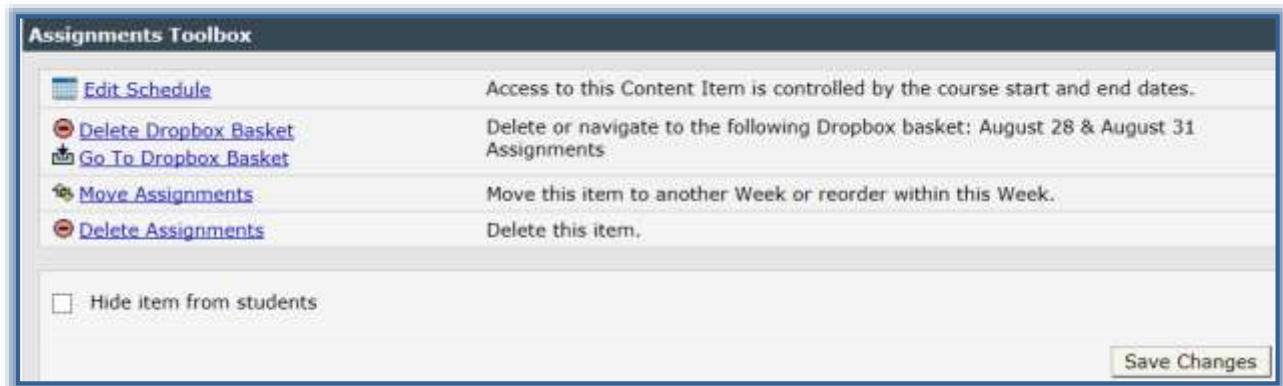 Assignments Toolbox
Edit Schedule
Access to this Content Item is controlled by the course start and end dates.
Delete Dropbox Basket
Go To Dropbox Basket
Delete or navigate to the following Dropbox basket: August 28 & August 31
Assignments
Move Assignments
Move this item to another Week or reorder within this Week.
Delete Assignments
Delete this item.
Hide item from students
Save Changes